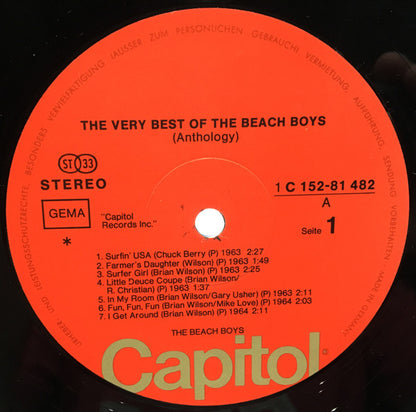 THE VERY BEST OF THE BEACH BOYS
(Anthology)
ST 33
STEREO
1 C 152-81 482
A
GEMA
"Capitol
Records Inc."
Seite 1
*
1. Surfin' USA (Chuck Berry (P) 1963 2:27
2. Farmer's Daughter (Wilson) (P) 1963 1:49
3. Surfer Girl (Brian Wilson) (P) 1963 2:25
4. Little Deuce Coupe (Brian Wilson/
R. Christian) (P) 1963 1:37
5. In My Room (Brian Wilson/Gary Usher) (P) 1963
6. Fun, Fun, Fun (Brian Wilson/Mike Love) (P) 1964 2:03
7. I Get Around (Brian Wilson) (P) 1964 2:11
THE BEACH BOYS
Capitol
URHEBER- UND LEISTUNGSSCHUTZRECHTE, BESONDERS VERVIELFÄLTIGUNG (AUSSER ZUM PERSÖNLICHEN GEBRAUCH) UND VERMIETUNG, AUFFÜHRUNG, SENDUNG VORBEHALTEN. MADE IN GERMANY